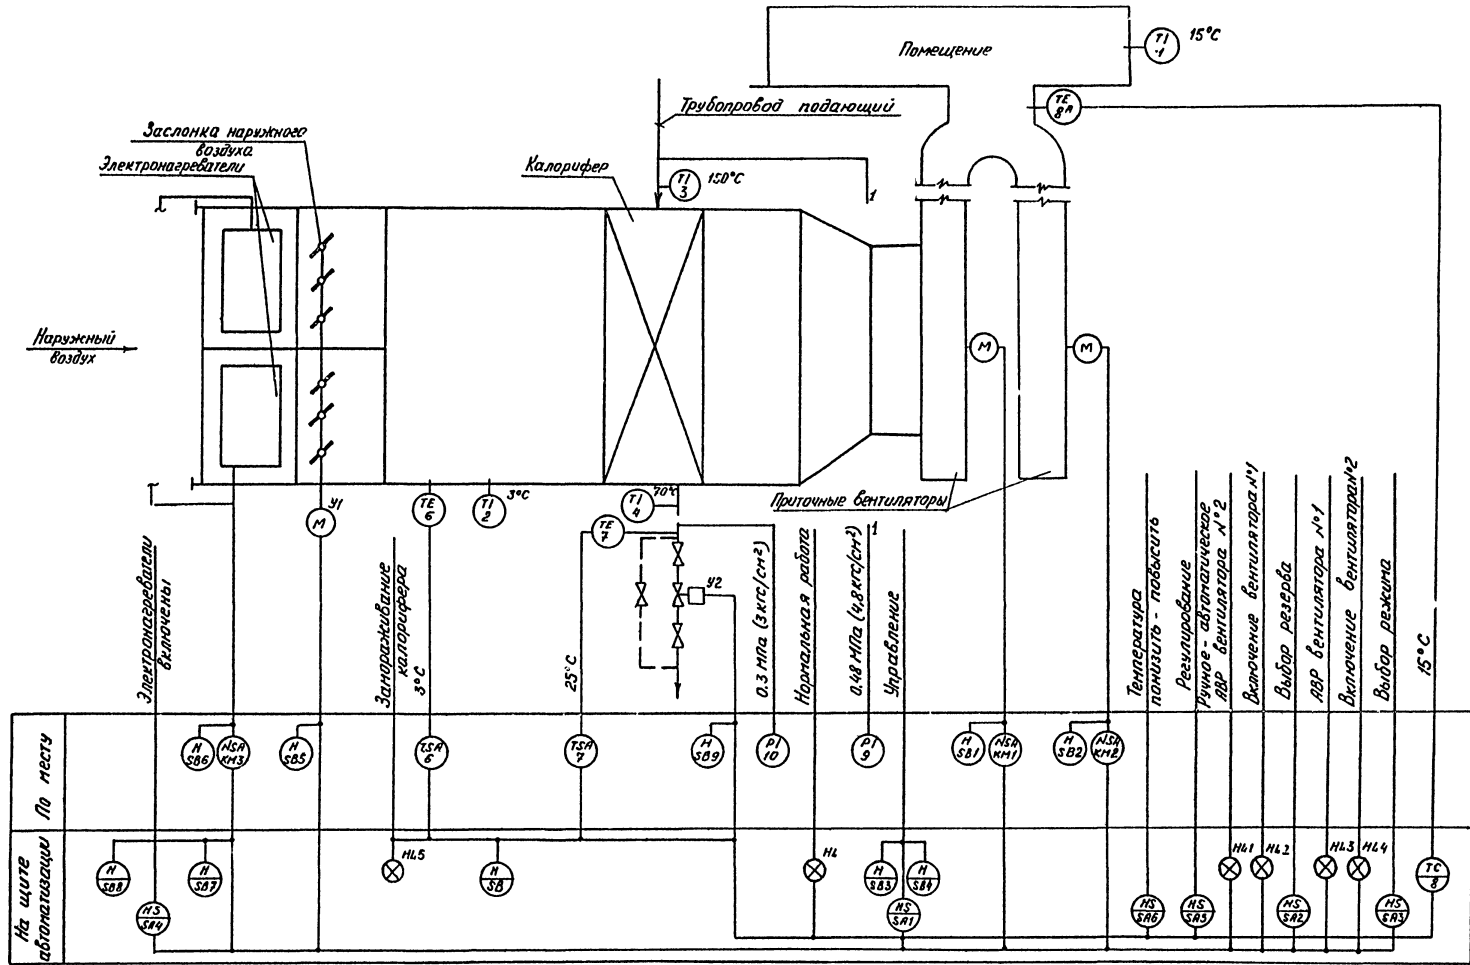 Помещение
TI
1
15°C
TE
8A
Трубопровод подающий
Заслонка наружного
воздуха
Электронагреватели
Калорифер
TI
3
150°C
1
Наружный
воздух
M
M
Приточные вентиляторы
У1
M
TE
6
TI
2
3°C
TI
4
70°C
TE
7
У2
Электронагреватели
включены
Замораживание
калорифера
3°C
25°C
0.3 МПа (3 кгс/см²)
Нормальная работа
0.48 МПа (4,8 кгс/см²)
1
Управление
Температура
понизить - повысить
Регулирование
Ручное - автоматическое
АВР вентилятора №2
Включение вентилятора №1
Выбор резерва
АВР вентилятора №1
Включение вентилятора №2
Выбор режима
15°C
По месту
H
SB6
NSA
KM3
H
SB5
TSA
6
TSA
7
H
SB9
PI
10
PI
9
H
SB1
NSA
KM1
H
SB2
NSA
KM2
На щите
автоматизации
H
SB8
H
SB7
HS
SA4
HL5
H
SB
HL
H
SB3
H
SB4
HS
SA1
HS
SA6
HS
SA5
HL1
HL2
HS
SA2
HL3
HL4
HS
SA3
TC
8